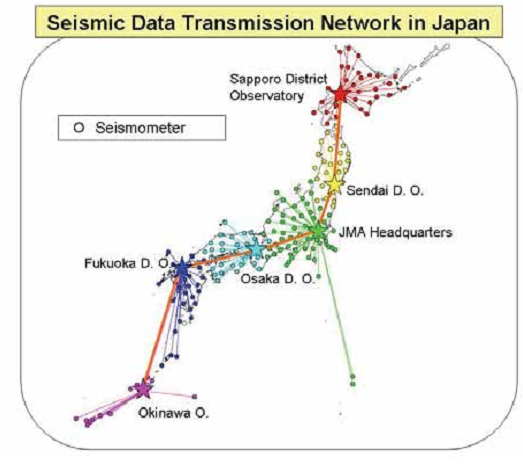 Seismic Data Transmission Network in Japan
Sapporo District
Observatory
Seismometer
Sendai D. O.
JMA Headquarters
Fukuoka D. O.
Osaka D. O.
Okinawa O.